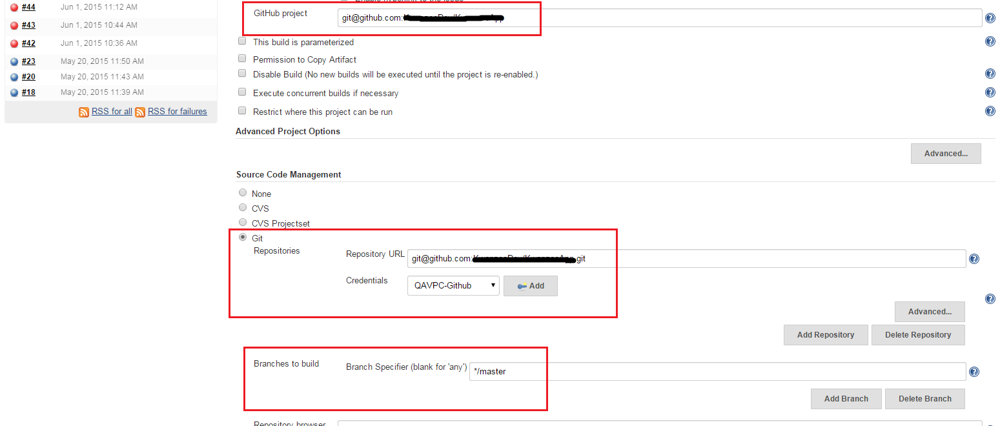 Enable hyperlink to the issue
#44 Jun 1, 2015 11:12 AM
GitHub project git@github.com:
#43 Jun 1, 2015 10:44 AM
#42 Jun 1, 2015 10:36 AM
This build is parameterized
#23 May 20, 2015 11:50 AM
Permission to Copy Artifact
#20 May 20, 2015 11:43 AM
Disable Build (No new builds will be executed until the project is re-enabled.)
#18 May 20, 2015 11:39 AM
Execute concurrent builds if necessary
RSS for all RSS for failures
Restrict where this project can be run
Advanced Project Options
Advanced...
Source Code Management
None
CVS
CVS Projectset
Git
Repositories
Repository URL git@github.com: .git
Credentials QAVPC-Github Add
Advanced...
Add Repository Delete Repository
Branches to build Branch Specifier (blank for 'any') */master
Add Branch Delete Branch
Repository browser